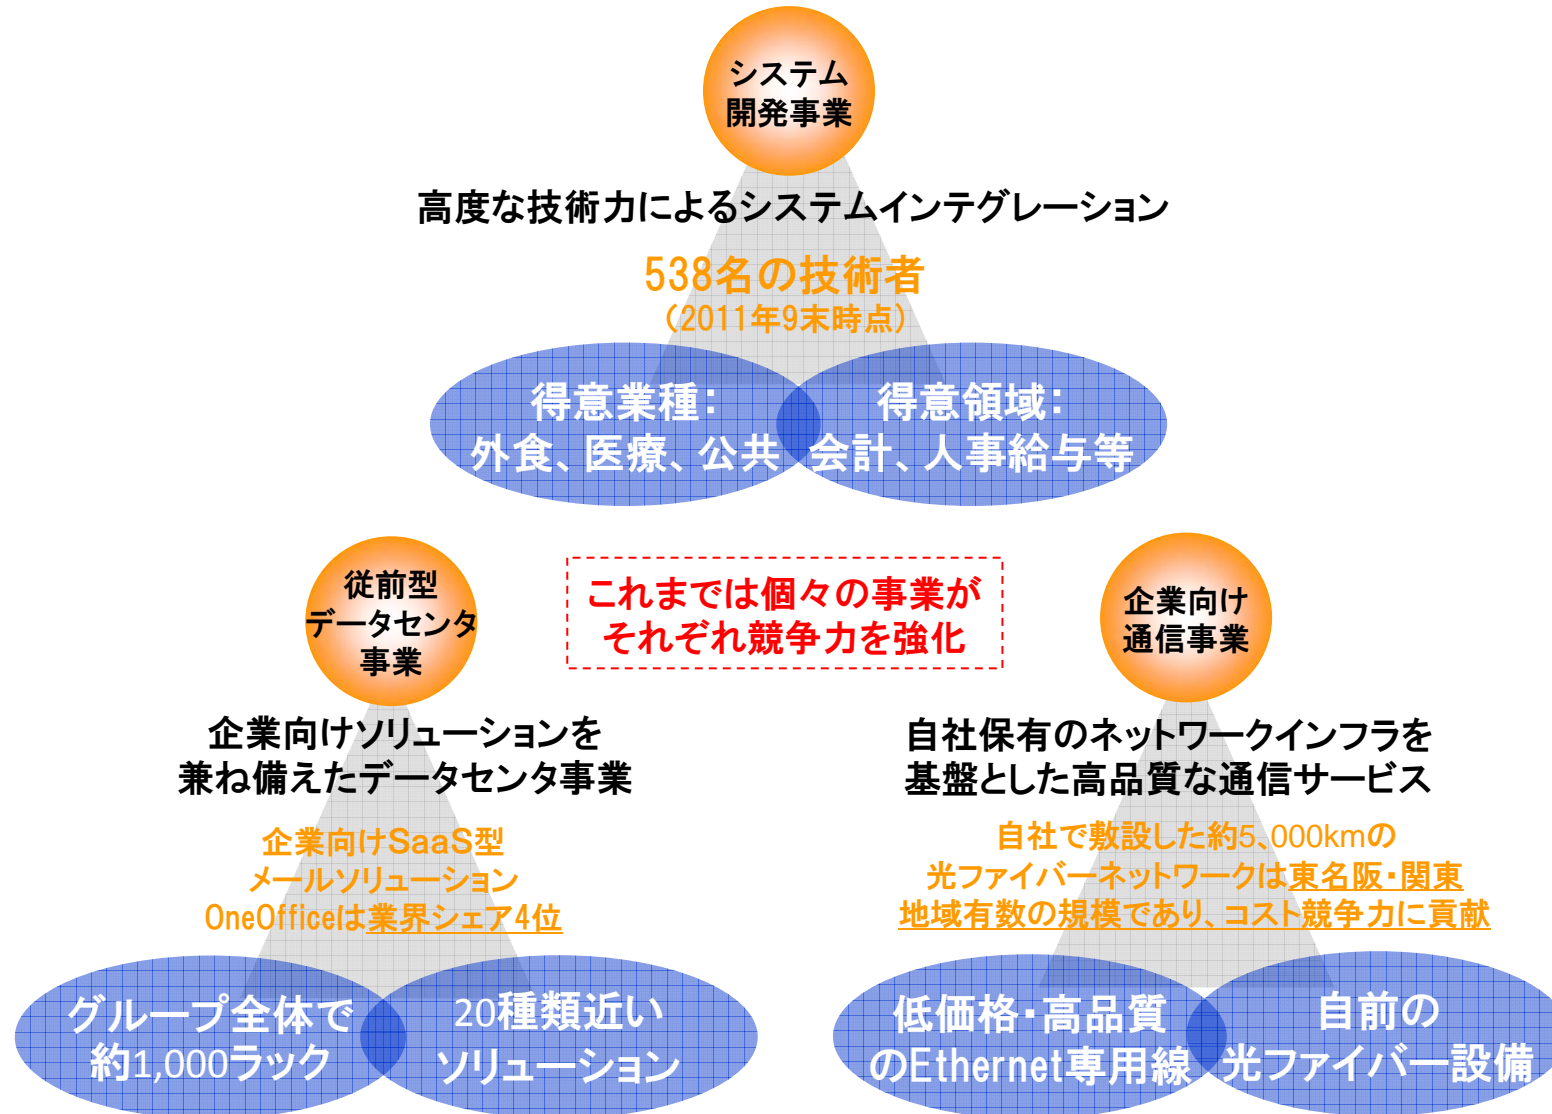 システム
開発事業
高度な技術力によるシステムインテグレーション
538名の技術者
（2011年9末時点）
得意業種：
外食、医療、公共
得意領域：
会計、人事給与等
従前型
データセンタ
事業
これまでは個々の事業が
それぞれ競争力を強化
企業向け
通信事業
企業向けソリューションを
兼ね備えたデータセンタ事業
企業向けSaaS型
メールソリューション
OneOfficeは業界シェア4位
グループ全体で
約1,000ラック
20種類近い
ソリューション
自社保有のネットワークインフラを
基盤とした高品質な通信サービス
自社で敷設した約5、000kmの
光ファイバーネットワークは東名阪・関東
地域有数の規模であり、コスト競争力に貢献
低価格・高品質
のEthernet専用線
自前の
光ファイバー設備